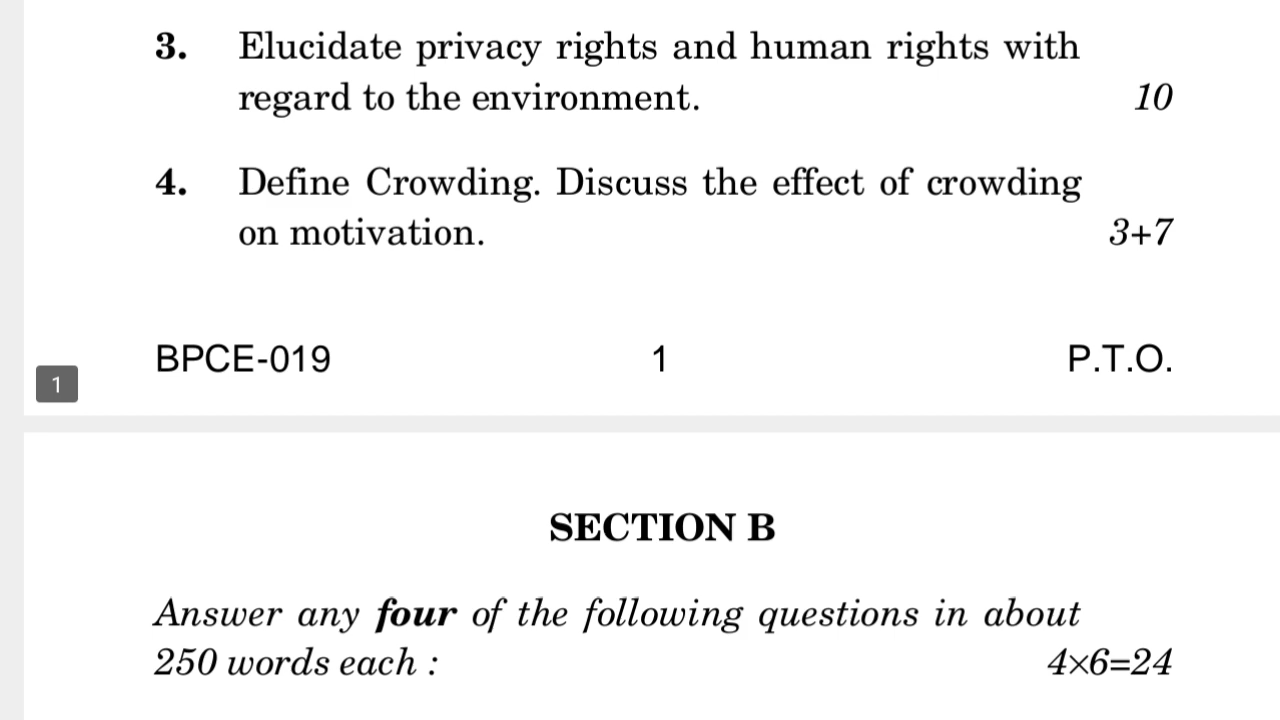 3. Elucidate privacy rights and human rights with
regard to the environment. 10
4. Define Crowding. Discuss the effect of crowding
on motivation. 3+7
BPCE-019 1 P.T.O.
1
SECTION B
Answer any four of the following questions in about
250 words each : 4×6=24